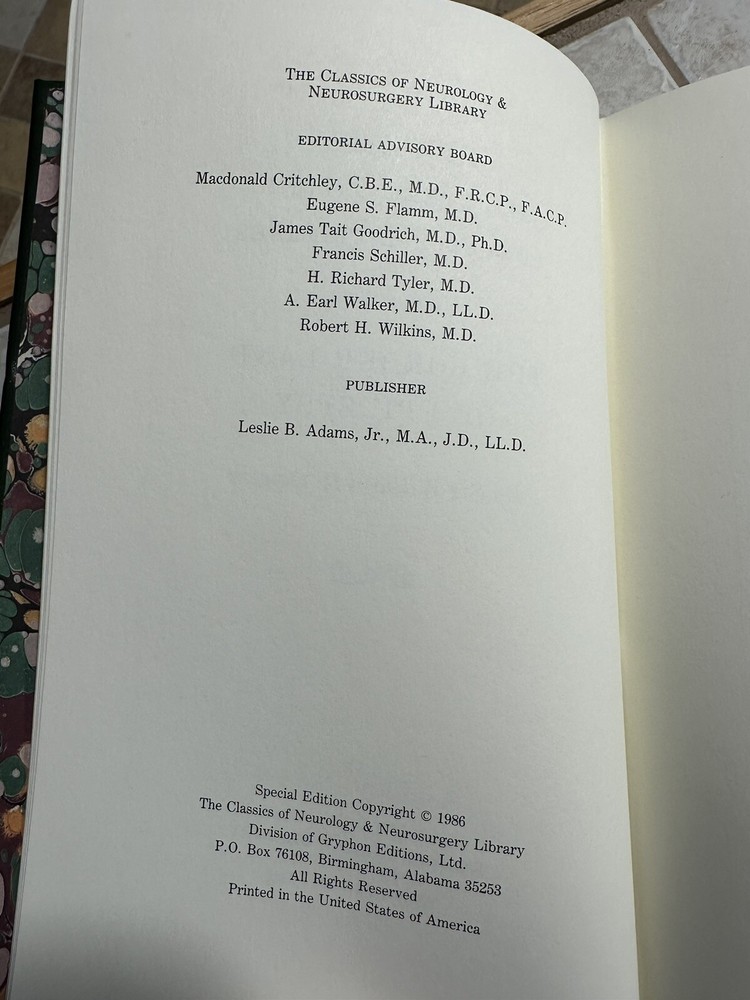 The Classics of Neurology &
Neurosurgery Library
EDITORIAL ADVISORY BOARD
Macdonald Critchley, C.B.E., M.D., F.R.C.P., F.A.C.P.
Eugene S. Flamm, M.D.
James Tait Goodrich, M.D., Ph.D.
Francis Schiller, M.D.
H. Richard Tyler, M.D.
A. Earl Walker, M.D., LL.D.
Robert H. Wilkins, M.D.
PUBLISHER
Leslie B. Adams, Jr., M.A., J.D., LL.D.
Special Edition Copyright © 1986
The Classics of Neurology & Neurosurgery Library
Division of Gryphon Editions, Ltd.
P.O. Box 76108, Birmingham, Alabama 35253
All Rights Reserved
Printed in the United States of America